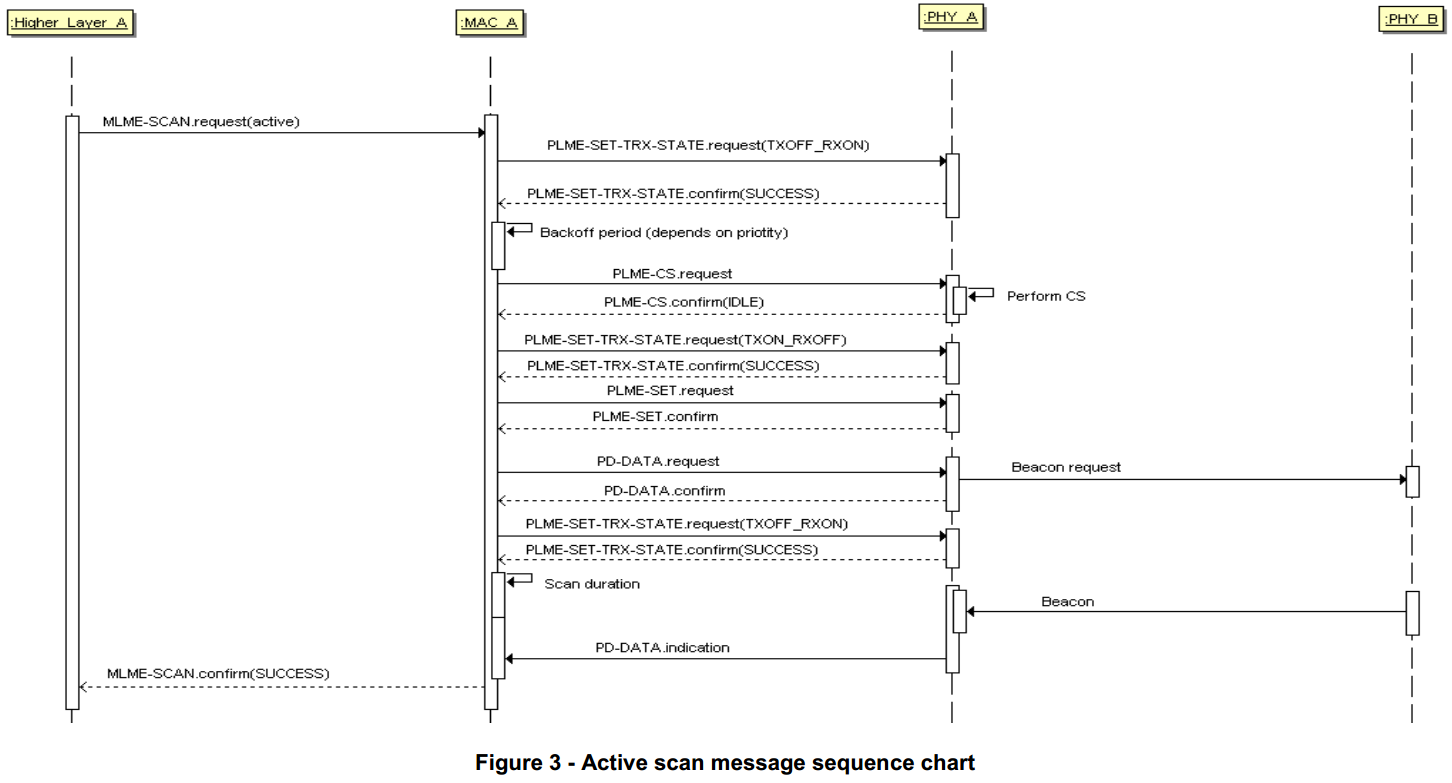 :Higher_Layer_A
:MAC_A
:PHY_A
:PHY_B
MLME-SCAN.request(active)
PLME-SET-TRX-STATE.request(TXOFF_RXON)
PLME-SET-TRX-STATE.confirm(SUCCESS)
Backoff period (depends on priotity)
PLME-CS.request
Perform CS
PLME-CS.confirm(IDLE)
PLME-SET-TRX-STATE.request(TXON_RXOFF)
PLME-SET-TRX-STATE.confirm(SUCCESS)
PLME-SET.request
PLME-SET.confirm
PD-DATA.request
Beacon request
PD-DATA.confirm
PLME-SET-TRX-STATE.request(TXOFF_RXON)
PLME-SET-TRX-STATE.confirm(SUCCESS)
Scan duration
Beacon
PD-DATA.indication
MLME-SCAN.confirm(SUCCESS)
Figure 3 - Active scan message sequence chart